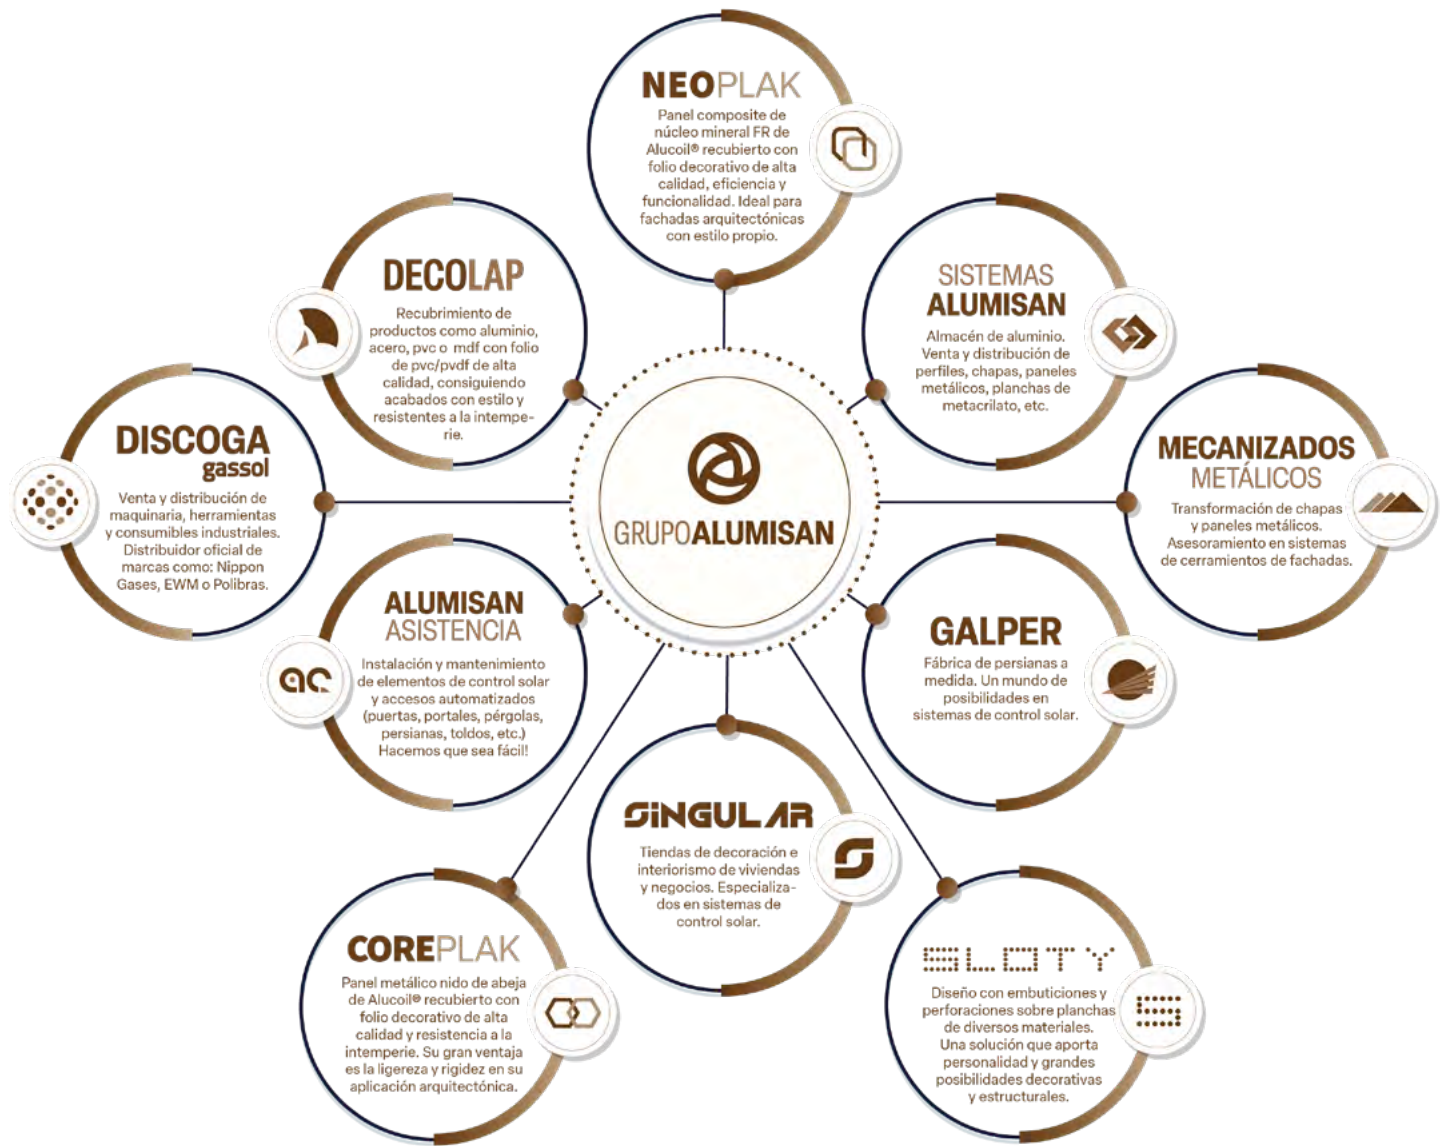 NEOPLAK
Panel composite de
núcleo mineral FR de
Alucoil® recubierto con
folio decorativo de alta
calidad, eficiencia y
funcionalidad. Ideal para
fachadas arquitectónicas
con estilo propio.
DECOLAP
Recubrimiento de
productos como aluminio,
acero, pvc o mdf con folio
de pvc/pvdf de alta
calidad, consiguiendo
acabados con estilo y
resistentes a la intempe-
rie.
SISTEMAS
ALUMISAN
Almacén de aluminio.
Venta y distribución de
perfiles, chapas, paneles
metálicos, planchas de
metacrilato, etc.
DISCOGA
gassol
Venta y distribución de
maquinaria, herramientas
y consumibles industriales.
Distribuidor oficial de
marcas como: Nippon
Gases, EWM o Polibras.
GRUPOALUMISAN
MECANIZADOS
METÁLICOS
Transformación de chapas
y paneles metálicos.
Asesoramiento en sistemas
de cerramientos de fachadas.
ALUMISAN
ASISTENCIA
Instalación y mantenimiento
de elementos de control solar
y accesos automatizados
(puertas, portales, pérgolas,
persianas, toldos, etc.)
Hacemos que sea fácil!
GALPER
Fábrica de persianas a
medida. Un mundo de
posibilidades en
sistemas de control solar.
SINGULAR
Tiendas de decoración e
interiorismo de viviendas
y negocios. Especializa-
dos en sistemas de
control solar.
COREPLAK
Panel metálico nido de abeja
de Alucoil® recubierto con
folio decorativo de alta
calidad y resistencia a la
intemperie. Su gran ventaja
es la ligereza y rigidez en su
aplicación arquitectónica.
SLOTY
Diseño con embuticiones y
perforaciones sobre planchas
de diversos materiales.
Una solución que aporta
personalidad y grandes
posibilidades decorativas
y estructurales.